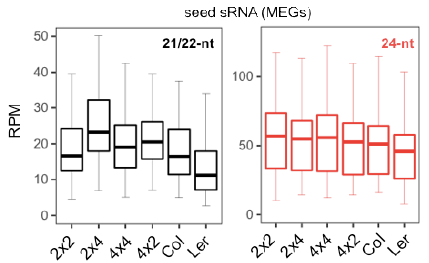 seed sRNA (MEGs)
21/22-nt
24-nt
RPM
50
40
30
20
10
0
100
50
0
2x2
2x4
4x4
4x2
Col
Ler
2x2
2x4
4x4
4x2
Col
Ler